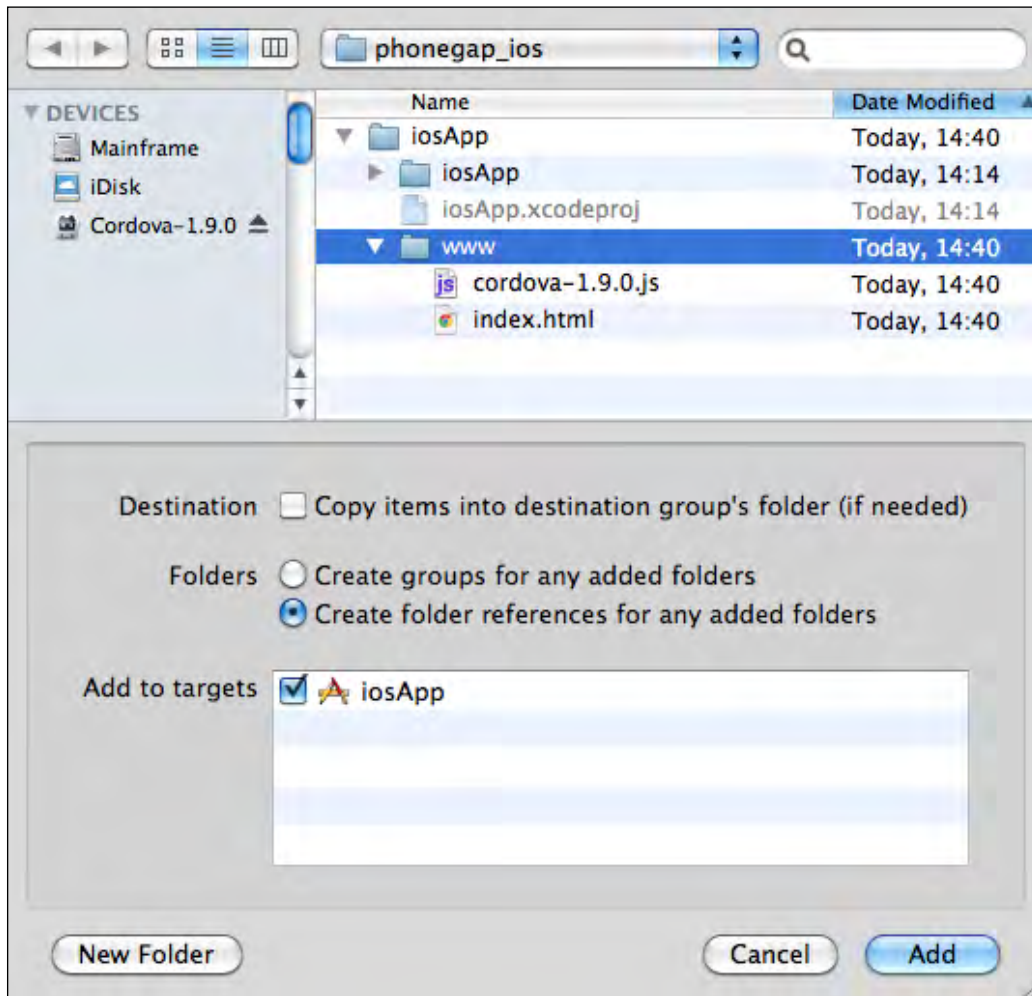 phonegap_ios
Name Date Modified
DEVICES
Mainframe
iDisk
Cordova-1.9.0
iosApp Today, 14:40
iosApp Today, 14:14
iosApp.xcodeproj Today, 14:14
www Today, 14:40
js cordova-1.9.0.js Today, 14:40
index.html Today, 14:40
Destination Copy items into destination group's folder (if needed)
Folders Create groups for any added folders
Create folder references for any added folders
Add to targets iosApp
New Folder Cancel Add